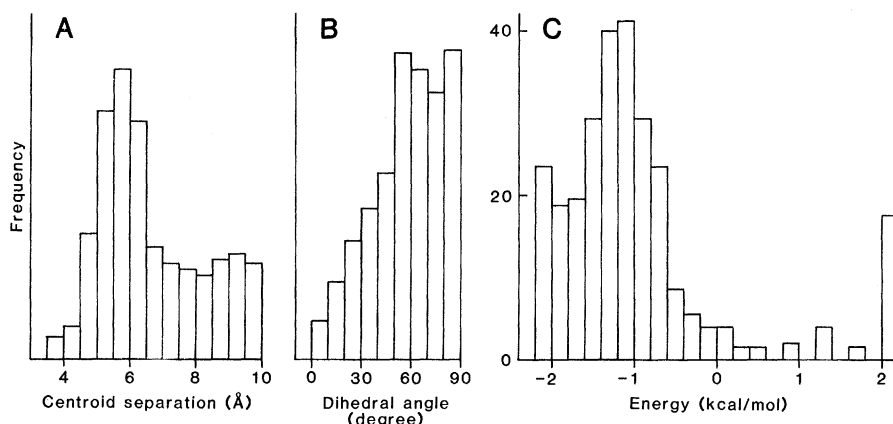 A
B
C
Frequency
40
20
0
4 6 8 10
0 30 60 90
-2 -1 0 1 2
Centroid separation (Å)
Dihedral angle
(degree)
Energy (kcal/mol)